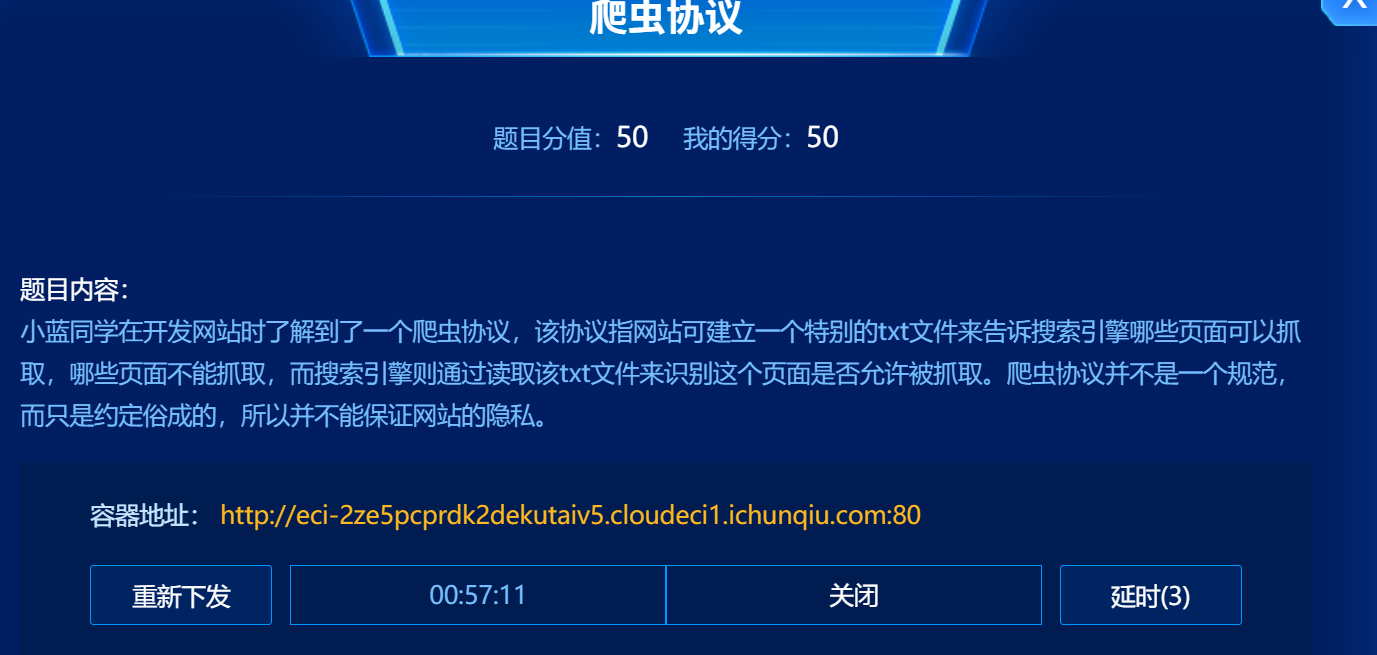 爬虫协议
题目分值：50 我的得分：50
题目内容：
小蓝同学在开发网站时了解到了一个爬虫协议，该协议指网站可建立一个特别的txt文件来告诉搜索引擎哪些页面可以抓
取，哪些页面不能抓取，而搜索引擎则通过读取该txt文件来识别这个页面是否允许被抓取。爬虫协议并不是一个规范，
而只是约定俗成的，所以并不能保证网站的隐私。
容器地址： http://eci-2ze5pcprdk2dekutaiv5.cloudeci1.ichunqiu.com:80
重新下发 00:57:11 关闭 延时(3)